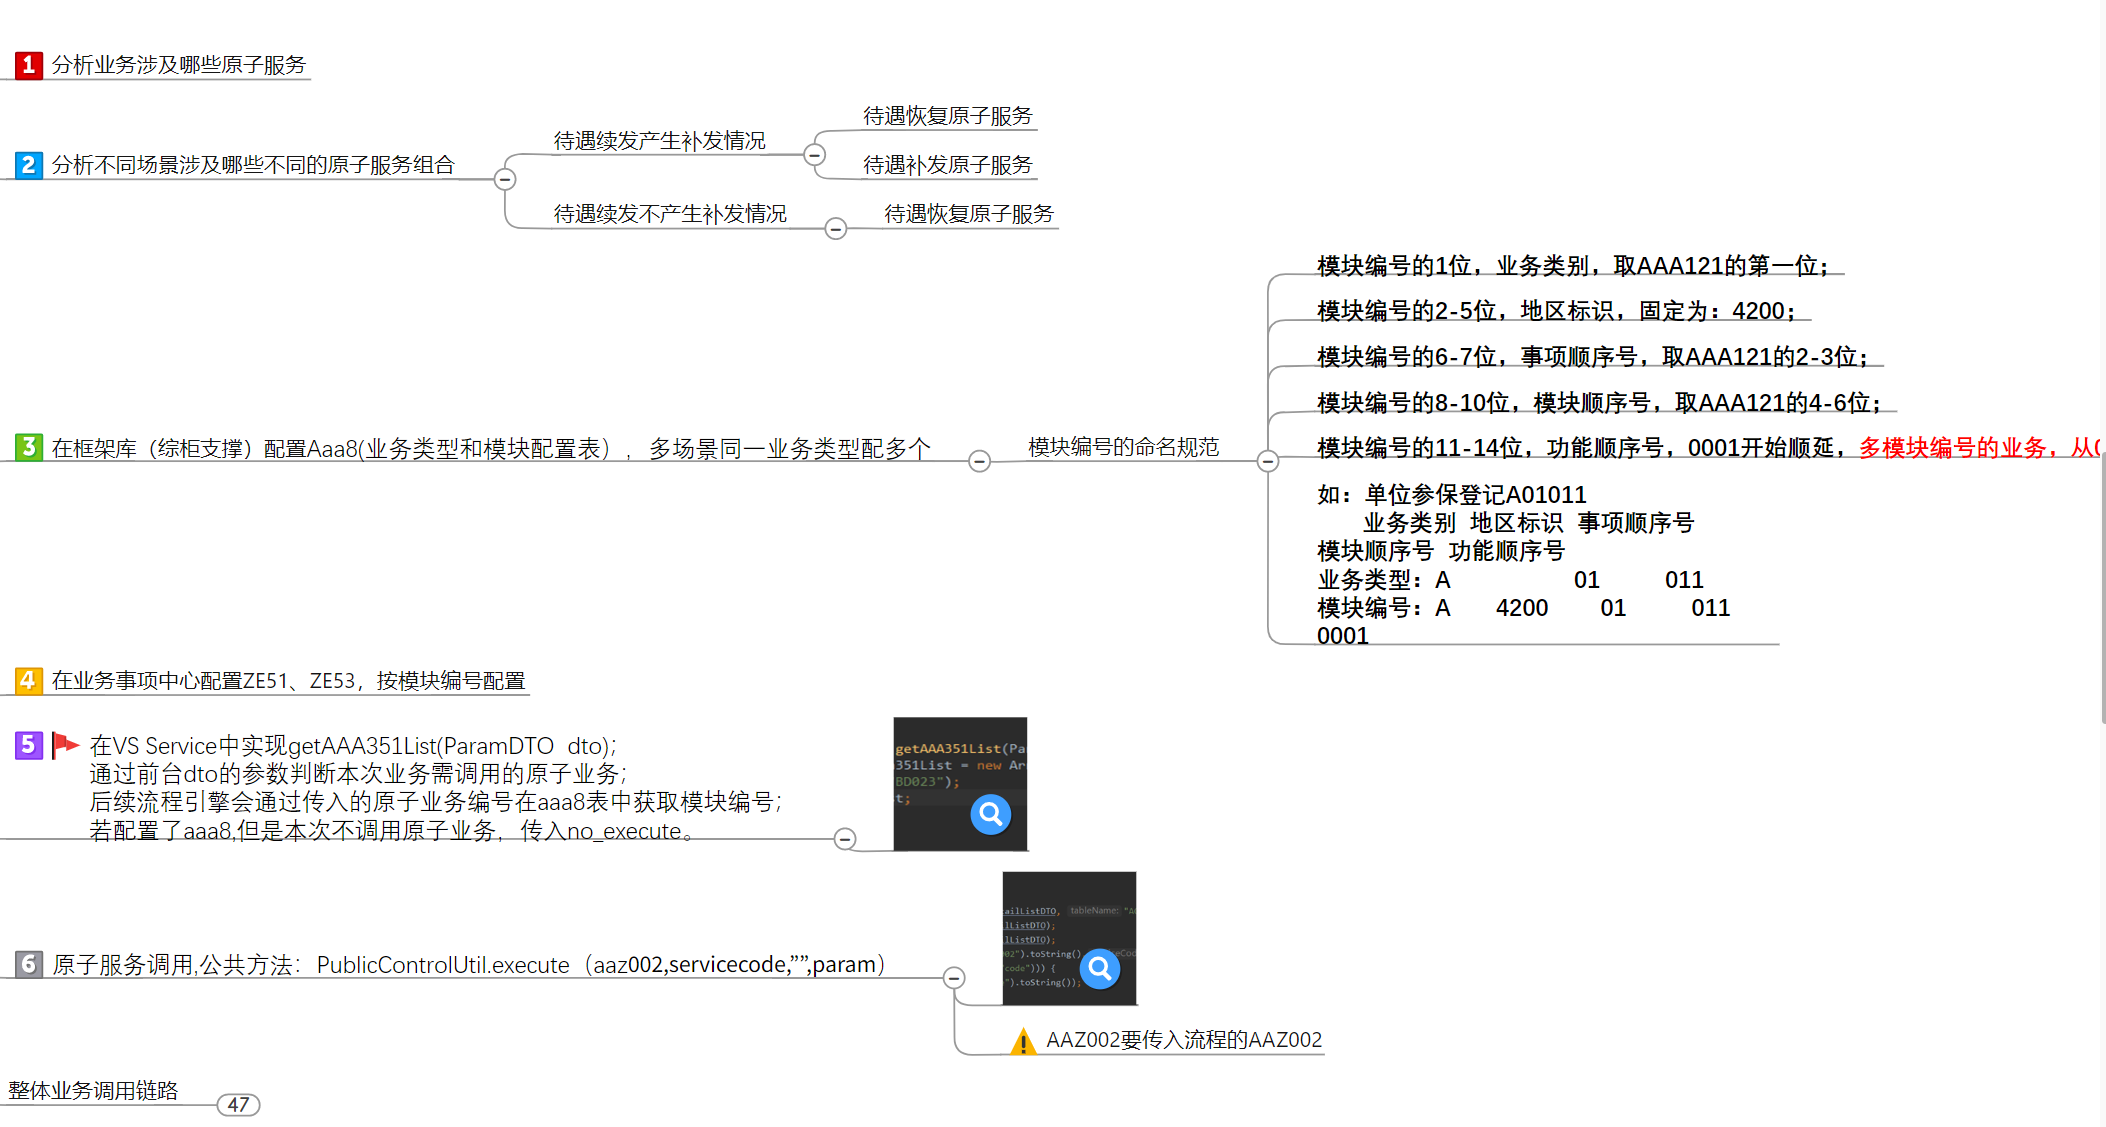 1 分析业务涉及哪些原子服务
2 分析不同场景涉及哪些不同的原子服务组合
待遇续发产生补发情况
待遇恢复原子服务
待遇补发原子服务
待遇续发不产生补发情况
待遇恢复原子服务
3 在框架库（综柜支撑）配置Aaa8(业务类型和模块配置表），多场景同一业务类型配多个
模块编号的命名规范
模块编号的1位，业务类别，取AAA121的第一位；
模块编号的2-5位，地区标识，固定为：4200；
模块编号的6-7位，事项顺序号，取AAA121的2-3位；
模块编号的8-10位，模块顺序号，取AAA121的4-6位；
模块编号的11-14位，功能顺序号，0001开始顺延，多模块编号的业务，从
如：单位参保登记A01011
业务类别 地区标识 事项顺序号
模块顺序号 功能顺序号
业务类型：A 01 011
模块编号：A 4200 01 011
0001
4 在业务事项中心配置ZE51、ZE53，按模块编号配置
5 在VS Service中实现getAAA351List(ParamDTO dto);
通过前台dto的参数判断本次业务需调用的原子业务；
后续流程引擎会通过传入的原子业务编号在aaa8表中获取模块编号；
若配置了aaa8,但是本次不调用原子业务，传入no_execute。
getAAA351List(Pa
351List = new Ar
BD023");
t;
6 原子服务调用,公共方法：PublicControlUtil.execute（aaz002,servicecode,””,param）
ailListDTO, tableName: "A
lListDTO);
lListDTO);
02").toString()
code"))) {
").toString());
AAZ002要传入流程的AAZ002
整体业务调用链路
47